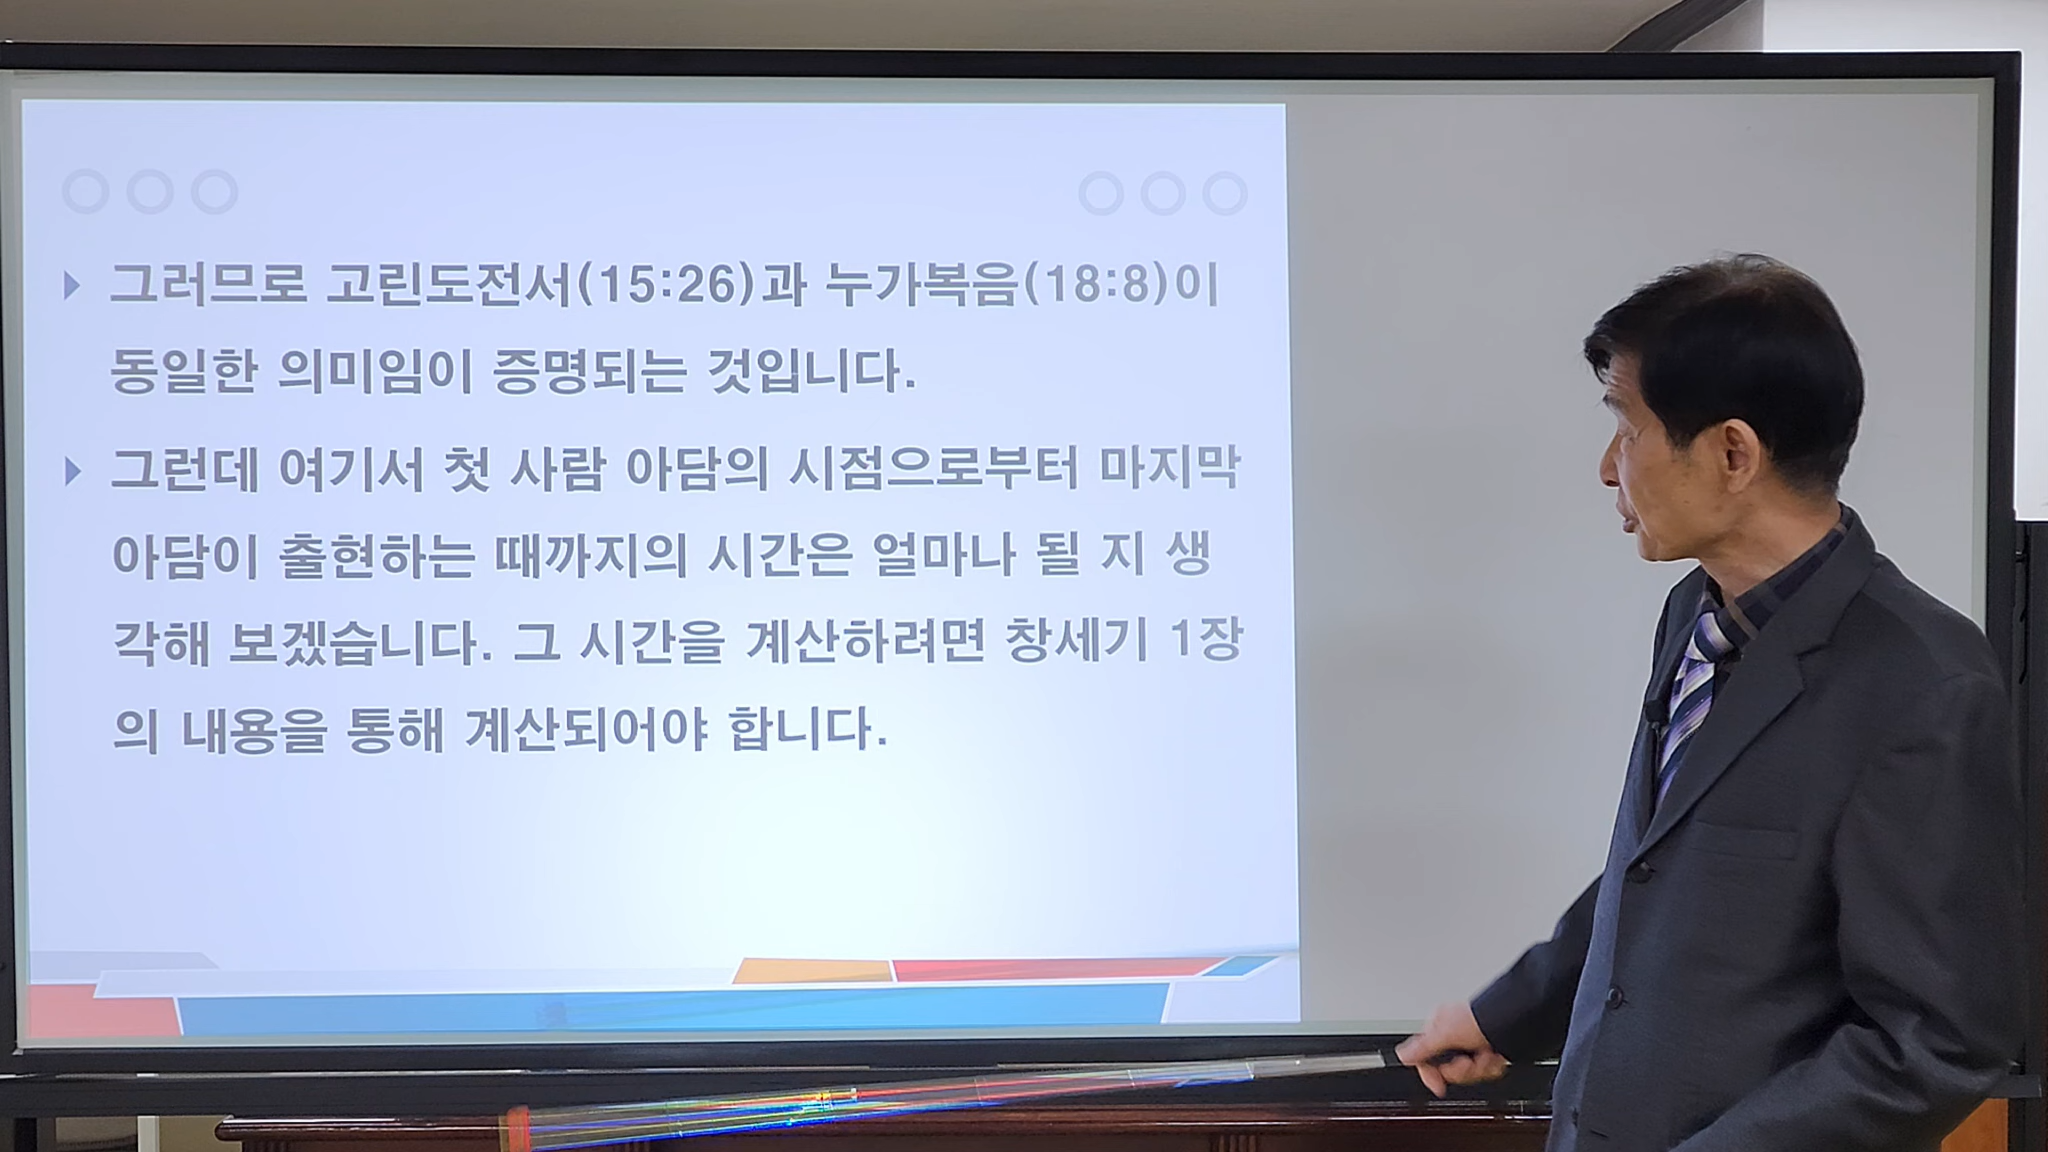 그러므로 고린도전서(15:26)과 누가복음(18:8)이
동일한 의미임이 증명되는 것입니다.
그런데 여기서 첫 사람 아담의 시점으로부터 마지막
아담이 출현하는 때까지의 시간은 얼마나 될 지 생
각해 보겠습니다. 그 시간을 계산하려면 창세기 1장
의 내용을 통해 계산되어야 합니다.